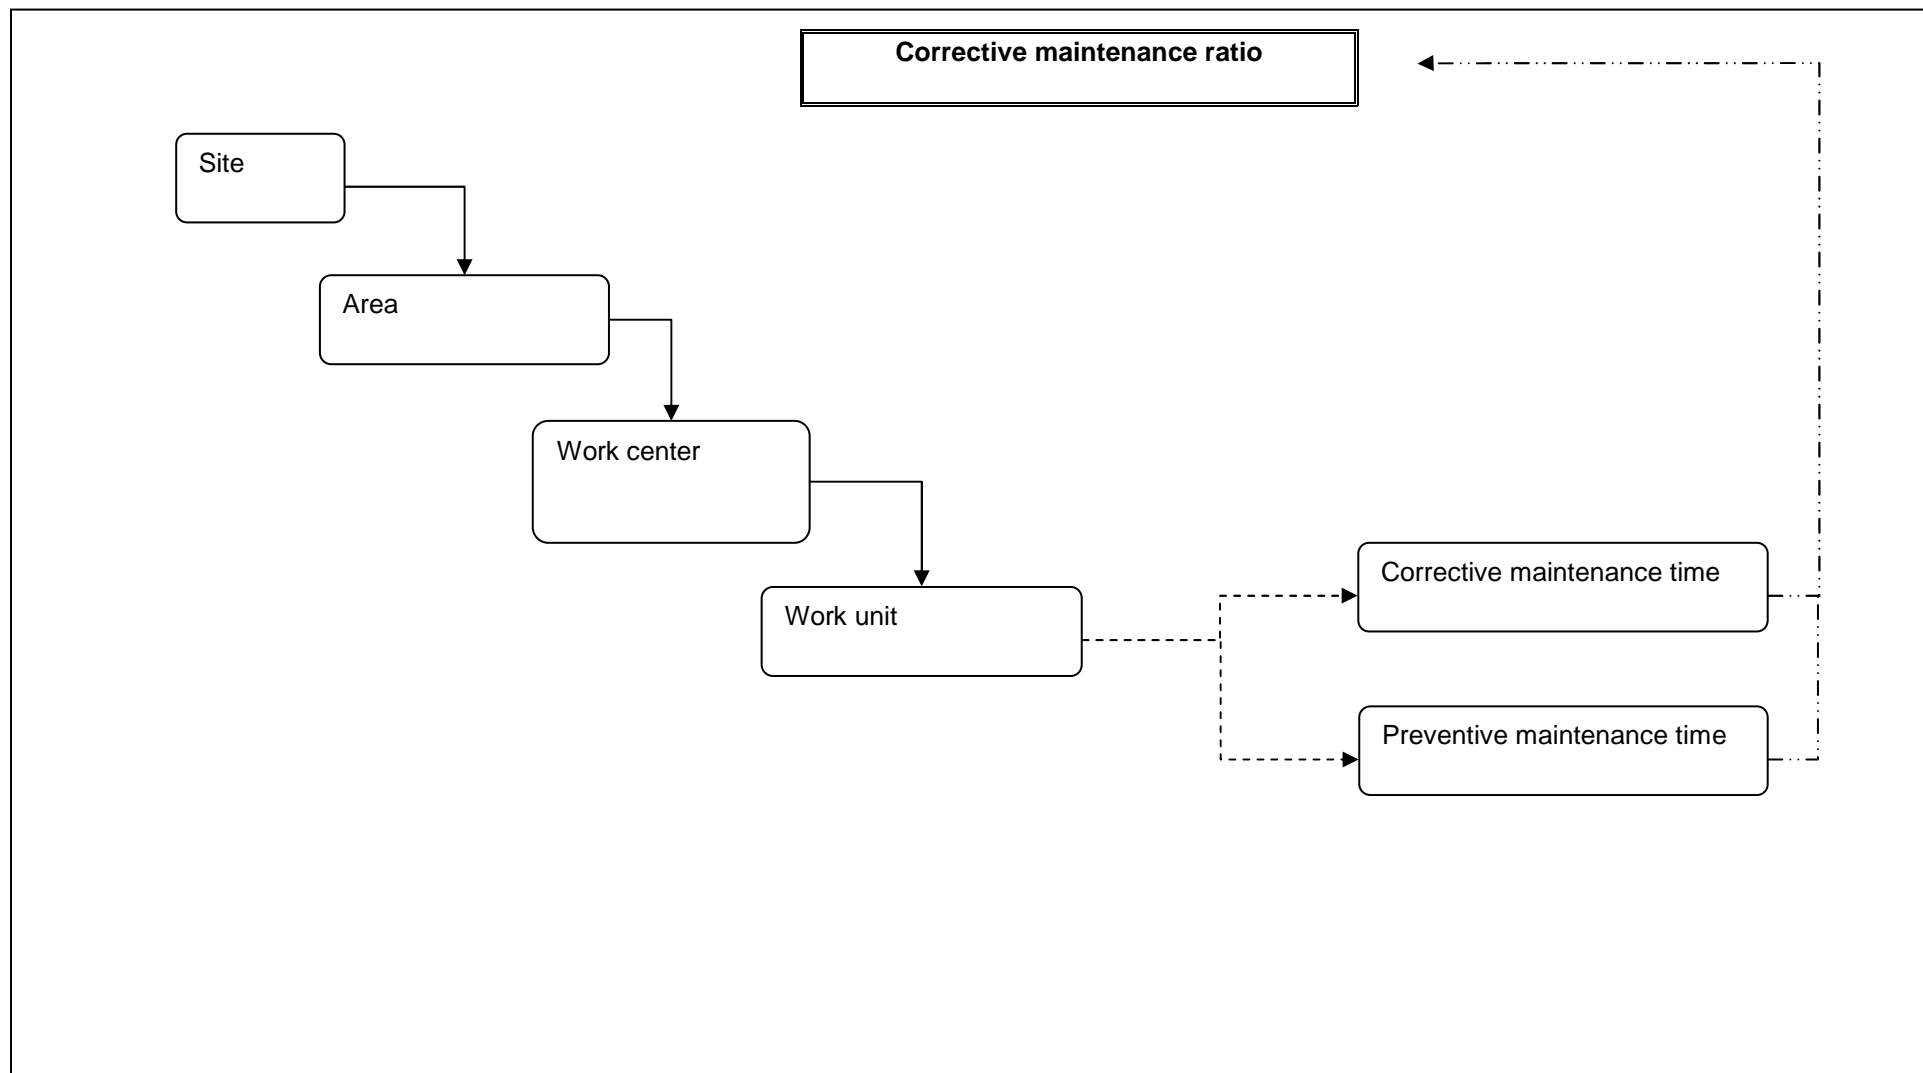 Corrective maintenance ratio
Site
Area
Work center
Work unit
Corrective maintenance time
Preventive maintenance time